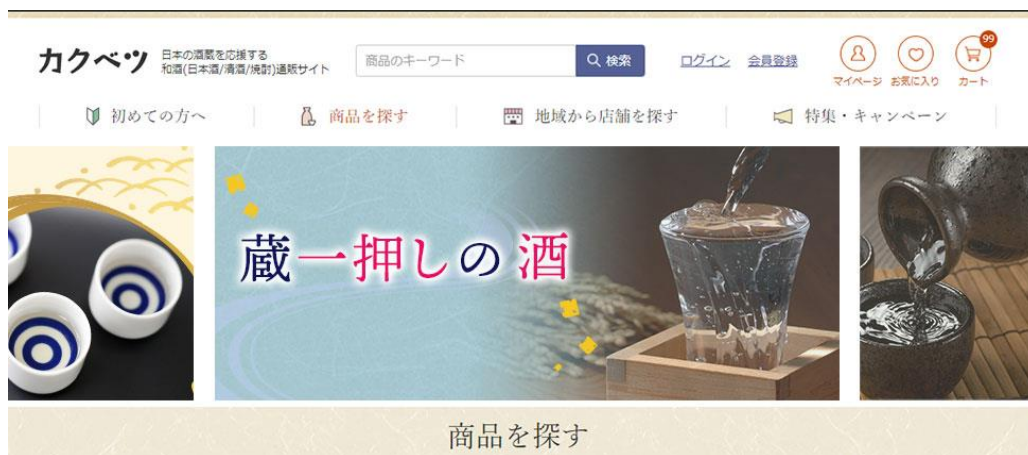 カクベツ
日本の酒蔵を応援する
和酒(日本酒/清酒/焼酎)通販サイト
商品のキーワード
検索
ログイン 会員登録
99
マイページ お気に入り カート
初めての方へ 商品を探す 地域から店舗を探す 特集・キャンペーン
蔵一押しの酒
商品を探す